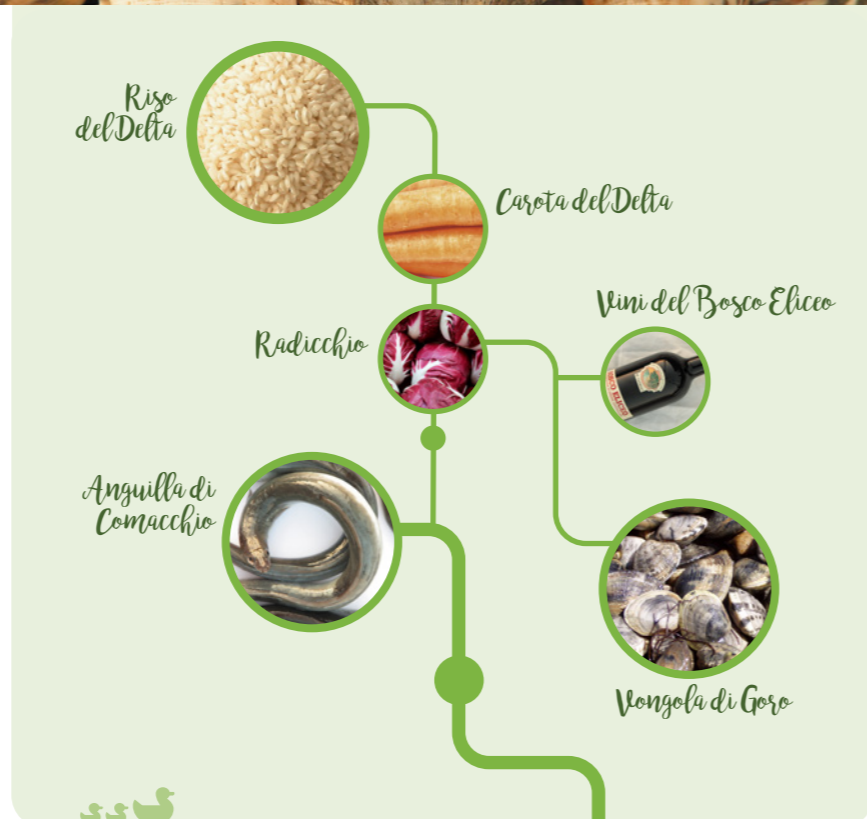 Riso
del Delta
Carota del Delta
Vini del Bosco Eliceo
Radicchio
Anguilla di
Comacchio
Vongola di Goro